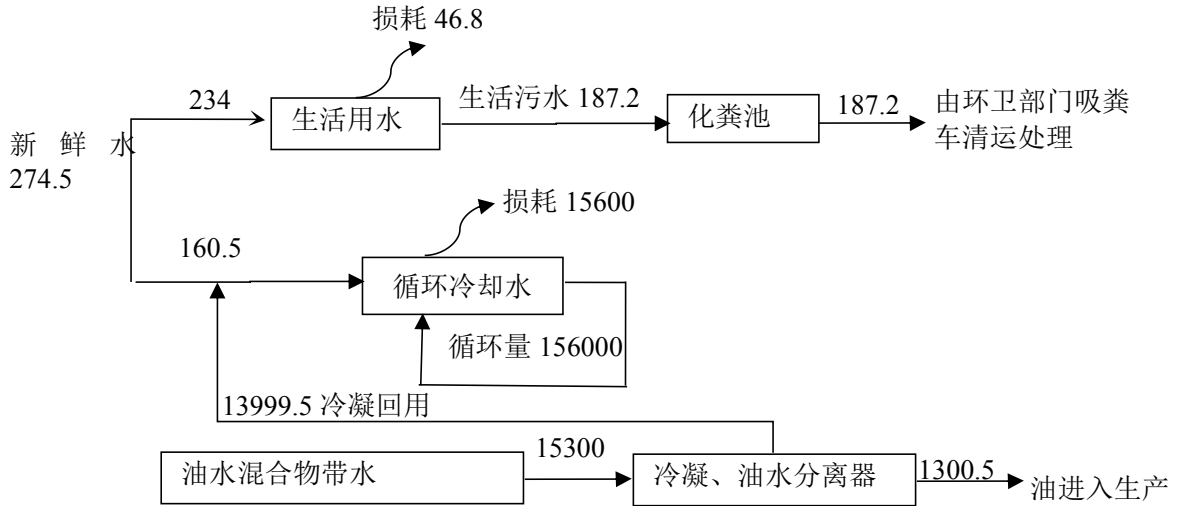 损耗 46.8
234
生活用水
生活污水 187.2
化粪池
187.2
由环卫部门吸粪
车清运处理
新 鲜 水
274.5
损耗 15600
160.5
循环冷却水
循环量 156000
13999.5 冷凝回用
油水混合物带水
15300
冷凝、油水分离器
1300.5
油进入生产